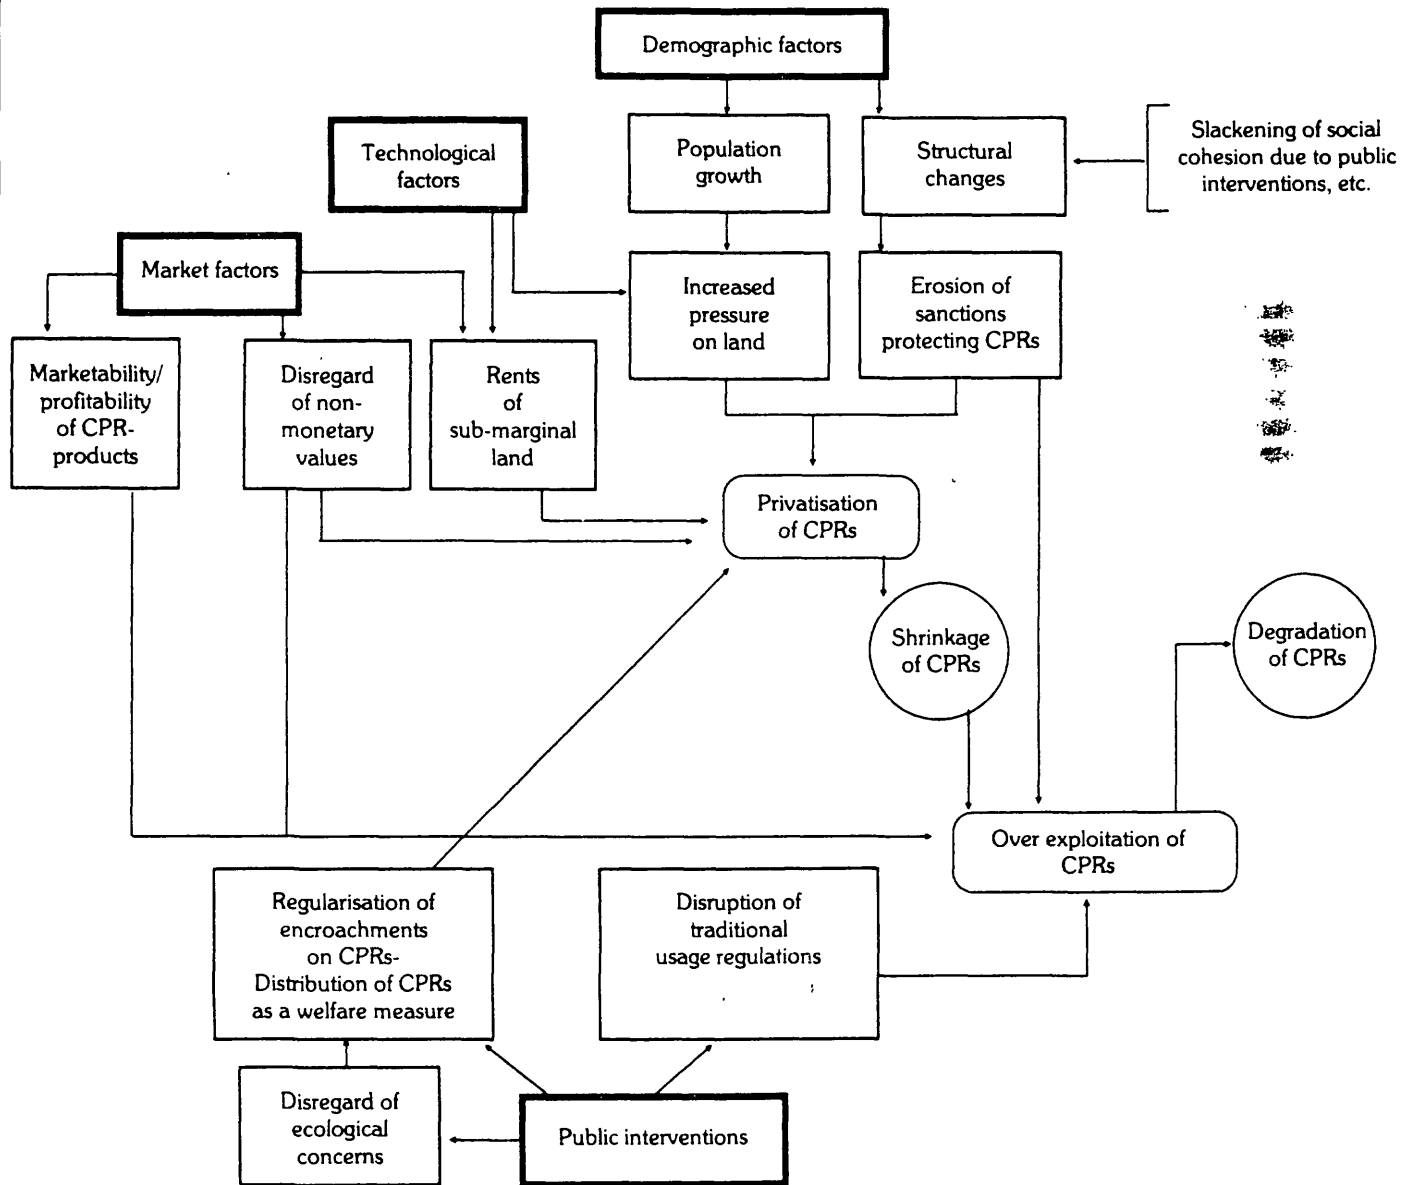 Demographic factors
Technological
factors
Population
growth
Structural
changes
Slackening of social
cohesion due to public
interventions, etc.
Market factors
Increased
pressure
on land
Erosion of
sanctions
protecting CPRs
Marketability/
profitability
of CPR-
products
Disregard
of non-
monetary
values
Rents
of
sub-marginal
land
Privatisation
of CPRs
Shrinkage
of CPRs
Degradation
of CPRs
Over exploitation of
CPRs
Regularisation of
encroachments
on CPRs-
Distribution of CPRs
as a welfare measure
Disruption of
traditional
usage regulations
Disregard of
ecological
concerns
Public interventions